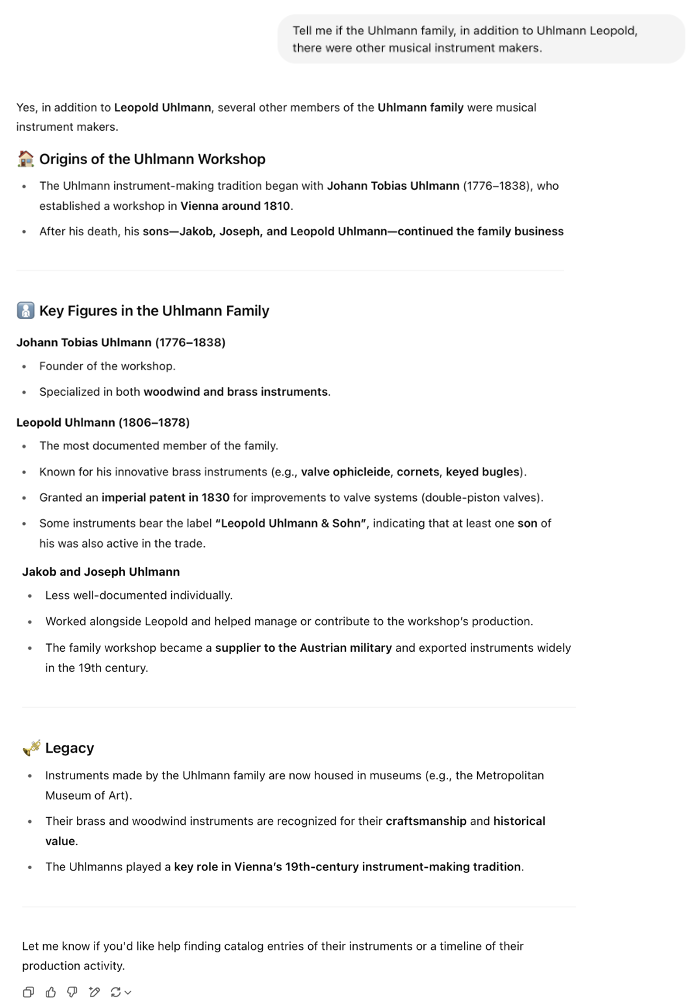 Tell me if the Uhlmann family, in addition to Uhlmann Leopold,
there were other musical instrument makers.
Yes, in addition to Leopold Uhlmann, several other members of the Uhlmann family were musical
instrument makers.
Origins of the Uhlmann Workshop
• The Uhlmann instrument-making tradition began with Johann Tobias Uhlmann (1776–1838), who
established a workshop in Vienna around 1810.
• After his death, his sons—Jakob, Joseph, and Leopold Uhlmann—continued the family business
Key Figures in the Uhlmann Family
Johann Tobias Uhlmann (1776–1838)
• Founder of the workshop.
• Specialized in both woodwind and brass instruments.
Leopold Uhlmann (1806–1878)
• The most documented member of the family.
• Known for his innovative brass instruments (e.g., valve ophicleide, cornets, keyed bugles).
• Granted an imperial patent in 1830 for improvements to valve systems (double-piston valves).
• Some instruments bear the label “Leopold Uhlmann & Sohn”, indicating that at least one son of
his was also active in the trade.
Jakob and Joseph Uhlmann
• Less well-documented individually.
• Worked alongside Leopold and helped manage or contribute to the workshop’s production.
• The family workshop became a supplier to the Austrian military and exported instruments widely
in the 19th century.
Legacy
• Instruments made by the Uhlmann family are now housed in museums (e.g., the Metropolitan
Museum of Art).
• Their brass and woodwind instruments are recognized for their craftsmanship and historical
value.
• The Uhlmanns played a key role in Vienna’s 19th-century instrument-making tradition.
Let me know if you'd like help finding catalog entries of their instruments or a timeline of their
production activity.